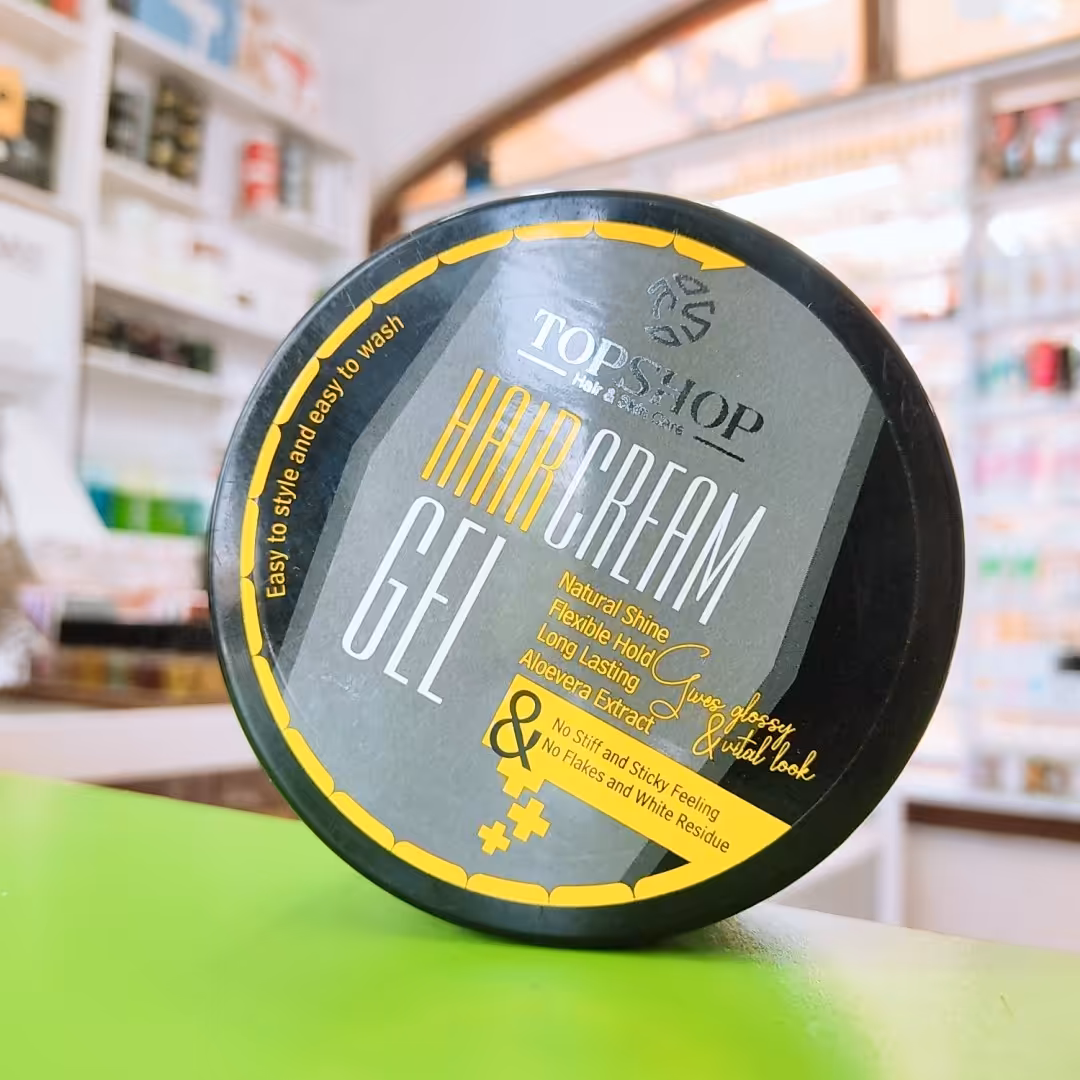 TOPSHOP
Hair & Skin Care
HAIR CREAM
GEL
Natural Shine
Flexible Hold
Long Lasting
Aloevera Extract
Gives glossy
& vital look
&
No Stiff and Sticky Feeling
No Flakes and White Residue
Easy to style and easy to wash